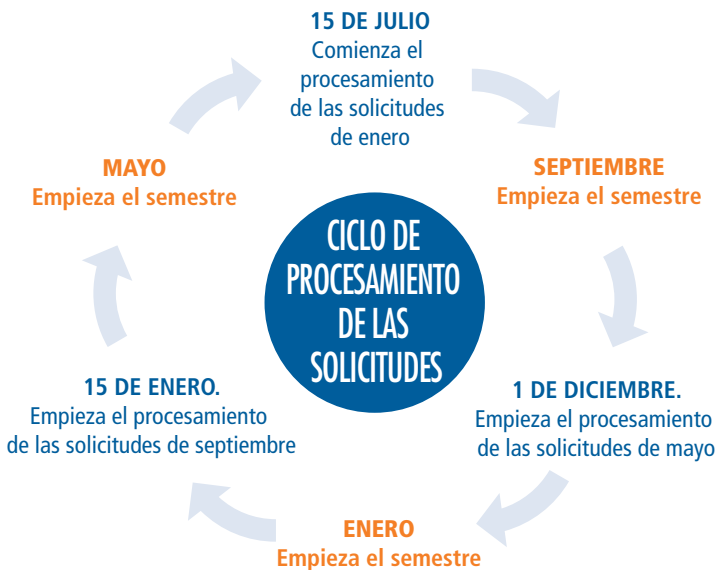 15 DE JULIO
Comienza el
procesamiento
de las solicitudes
de enero
SEPTIEMBRE
Empieza el semestre
1 DE DICIEMBRE.
Empieza el procesamiento
de las solicitudes de mayo
ENERO
Empieza el semestre
15 DE ENERO.
Empieza el procesamiento
de las solicitudes de septiembre
MAYO
Empieza el semestre
CICLO DE
PROCESAMIENTO
DE LAS
SOLICITUDES